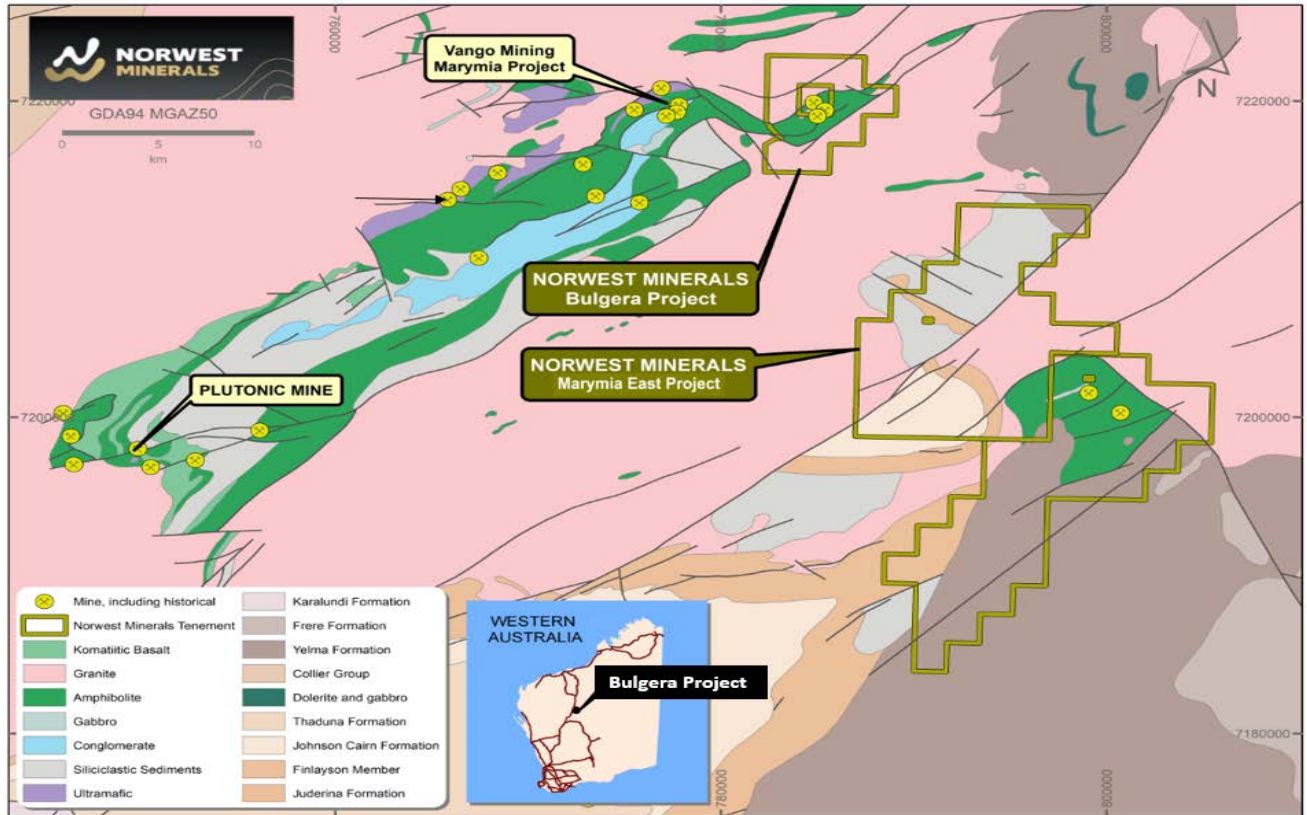 NORWEST
MINERALS
GDA94 MGAZ50
0 5 10
km
760000
780000
800000
N
7220000
7220000
Vango Mining
Marymia Project
NORWEST MINERALS
Bulgera Project
NORWEST MINERALS
Marymia East Project
PLUTONIC MINE
7200000
7200000
7180000
780000
800000
Mine, including historical
Norwest Minerals Tenement
Komatiitic Basalt
Granite
Amphibolite
Gabbro
Conglomerate
Siliciclastic Sediments
Ultramafic
Karalundi Formation
Frere Formation
Yelma Formation
Collier Group
Dolerite and gabbro
Thaduna Formation
Johnson Cairn Formation
Finlayson Member
Juderina Formation
WESTERN
AUSTRALIA
Bulgera Project